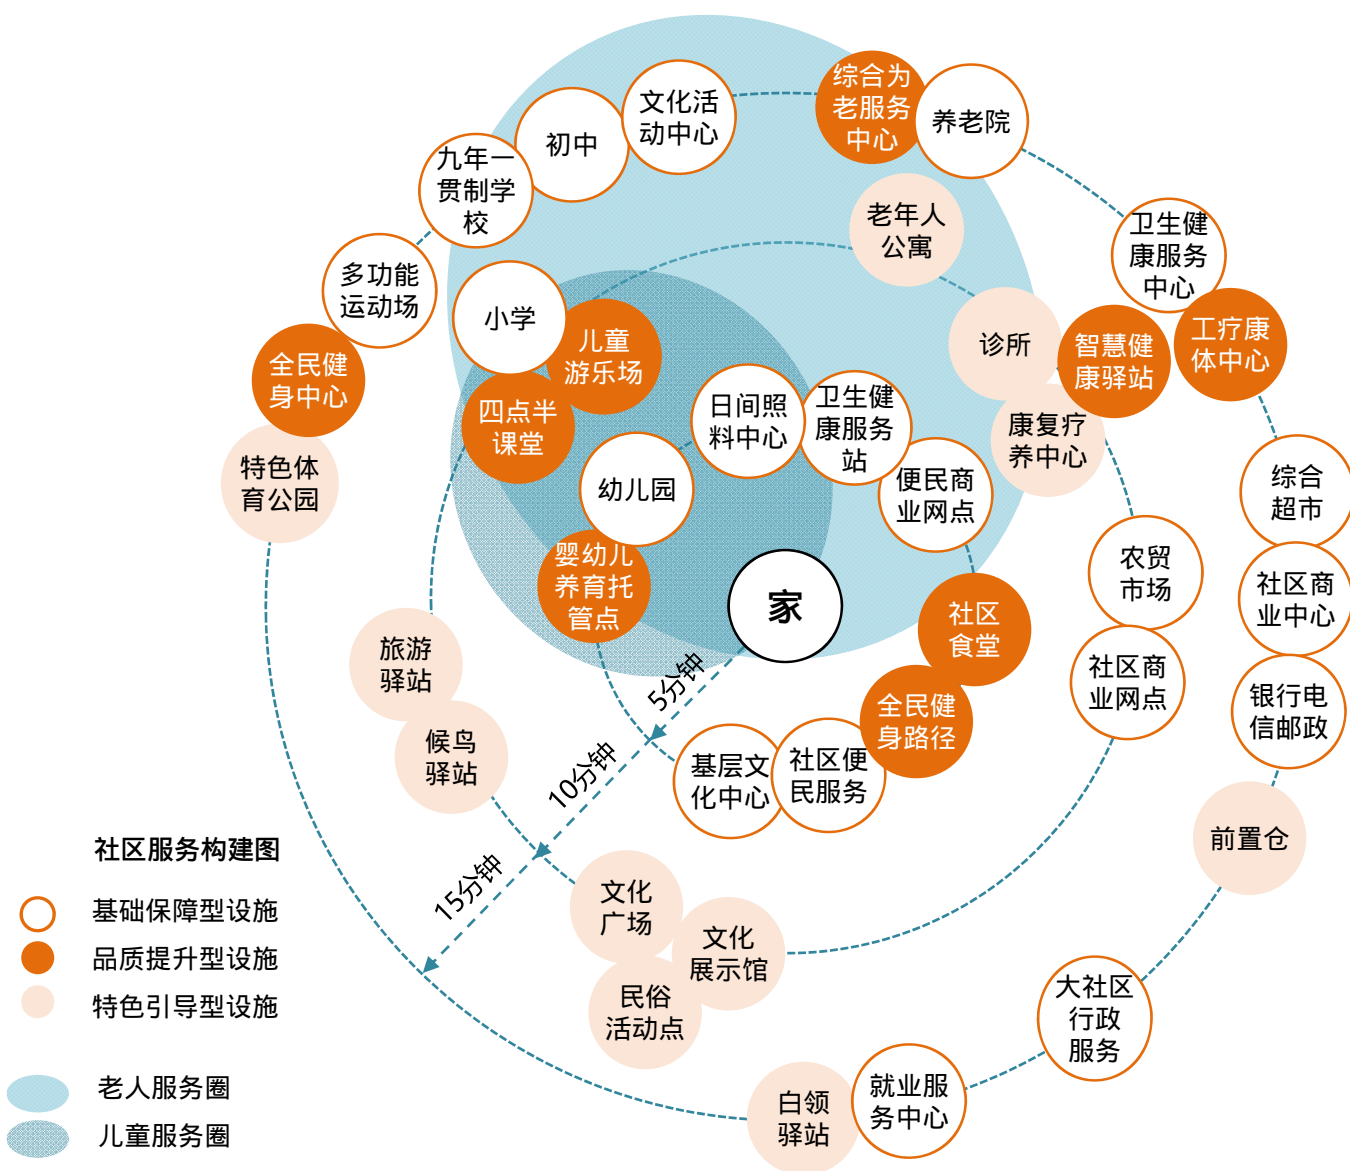 综合为
老服务
中心
养老院
文化活
动中心
初中
九年一
贯制学
校
多功能
运动场
全民健
身中心
特色体
育公园
老年人
公寓
卫生健
康服务
中心
工疗康
体中心
智慧健
康驿站
诊所
康复疗
养中心
小学
儿童
游乐场
四点半
课堂
日间照
料中心
卫生健
康服务
站
便民商
业网点
幼儿园
婴幼儿
养育托
管点
家
社区
食堂
全民健
身路径
社区便
民服务
基层文
化中心
综合
超市
农贸
市场
社区商
业中心
社区商
业网点
银行电
信邮政
前置仓
旅游
驿站
候鸟
驿站
5分钟
10分钟
15分钟
文化
广场
文化
展示馆
民俗
活动点
大社区
行政
服务
就业服
务中心
白领
驿站
社区服务构建图
基础保障型设施
品质提升型设施
特色引导型设施
老人服务圈
儿童服务圈